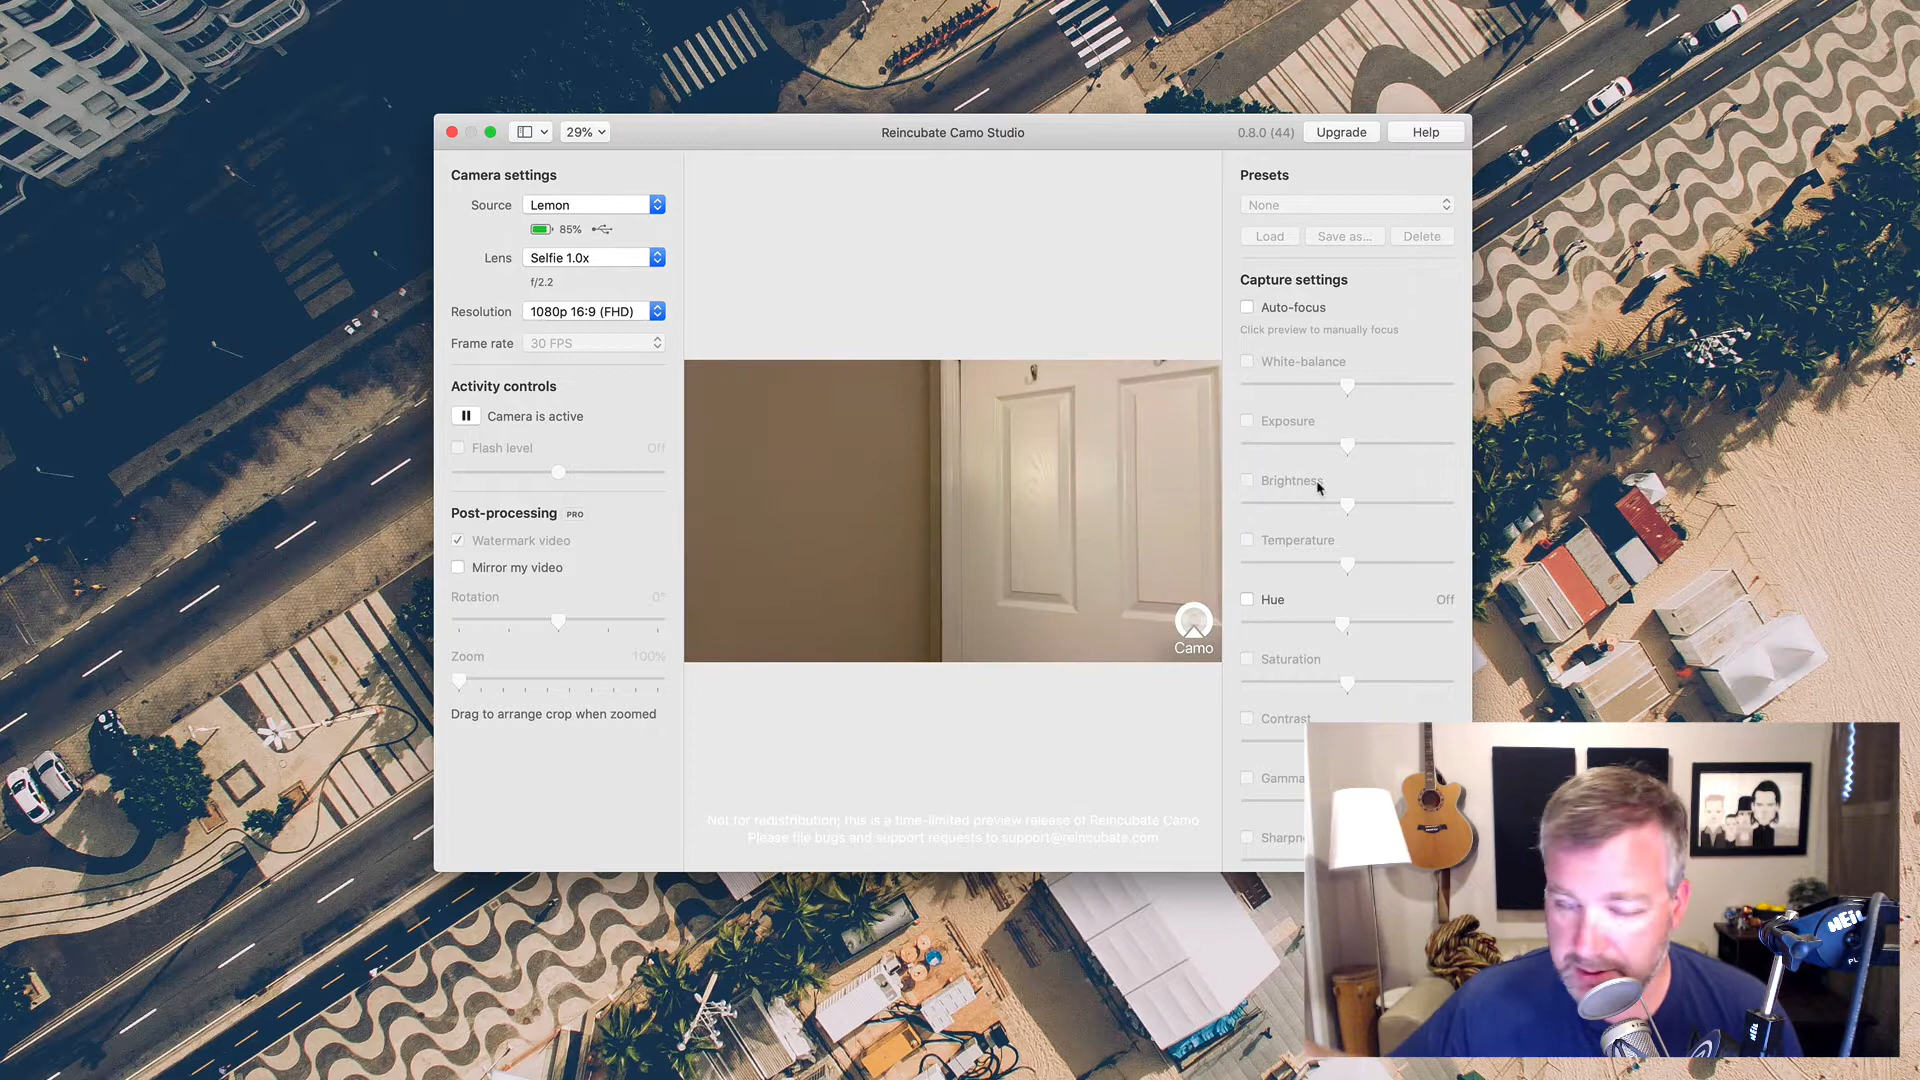 29%
Reincubate Camo Studio
0.8.0 (44)
Upgrade
Help
Camera settings
Source
Lemon
85%
Lens
Selfie 1.0x
f/2.2
Resolution
1080p 16:9 (FHD)
Frame rate
30 FPS
Activity controls
Camera is active
Flash level
Off
Post-processing PRO
Watermark video
Mirror my video
Rotation
0°
Zoom
100%
Drag to arrange crop when zoomed
Camo
Not for redistribution; this is a time-limited preview release of Reincubate Camo
Please file bugs and support requests to support@reincubate.com
Presets
None
Load
Save as...
Delete
Capture settings
Auto-focus
Click preview to manually focus
White-balance
Exposure
Brightness
Temperature
Hue
Off
Saturation
Contrast
Gamma
Sharpn
HEiL
PL